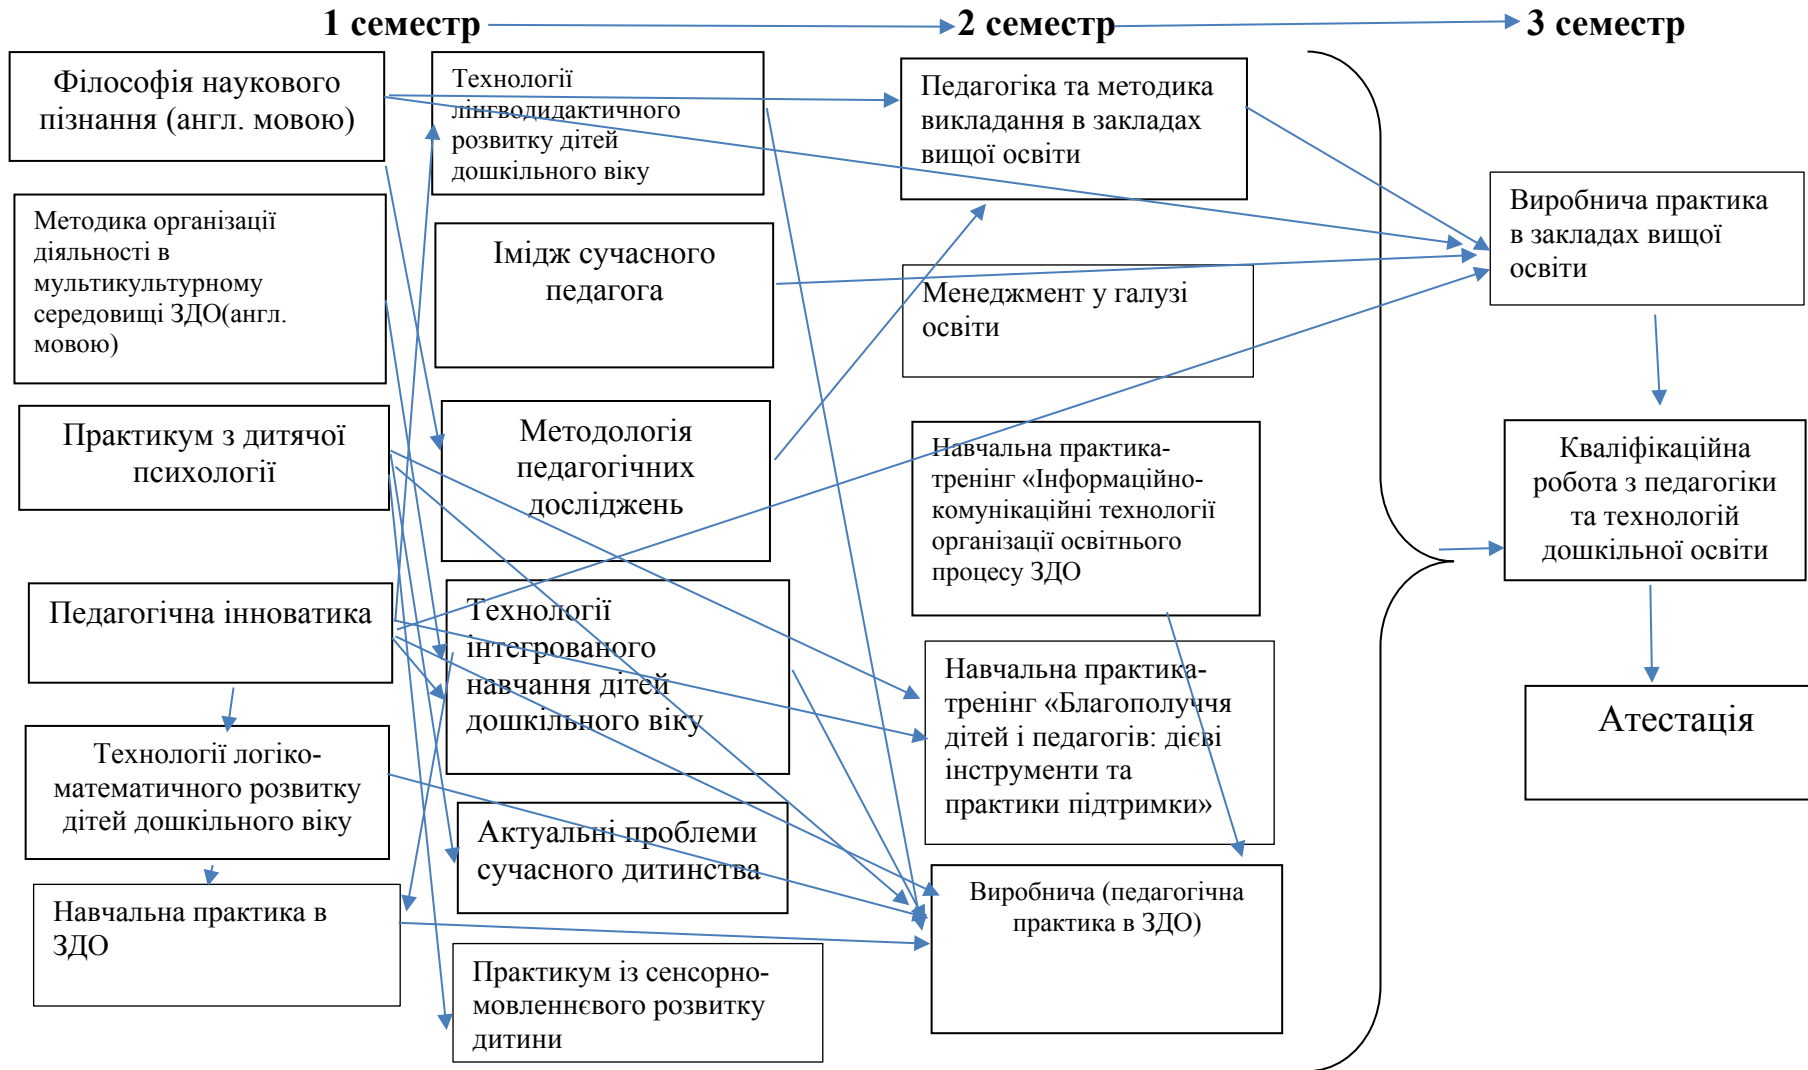 1 семестр
2 семестр
3 семестр
Філософія наукового
пізнання (англ. мовою)
Методика організації
діяльності в
мультикультурному
середовищі ЗДО(англ.
мовою)
Практикум з дитячої
психології
Педагогічна інноватика
Технології логіко-
математичного розвитку
дітей дошкільного віку
Навчальна практика в
ЗДО
Технології
лінгводидактичного
розвитку дітей
дошкільного віку
Імідж сучасного
педагога
Методологія
педагогічних
досліджень
Технології
інтегрованого
навчання дітей
дошкільного віку
Актуальні проблеми
сучасного дитинства
Практикум із сенсорно-
мовленнєвого розвитку
дитини
Педагогіка та методика
викладання в закладах
вищої освіти
Менеджмент у галузі
освіти
Навчальна практика-
тренінг «Інформаційно-
комунікаційні технології
організації освітнього
процесу ЗДО
Навчальна практика-
тренінг «Благополуччя
дітей і педагогів: дієві
інструменти та
практики підтримки»
Виробнича (педагогічна
практика в ЗДО)
Виробнича практика
в закладах вищої
освіти
Кваліфікаційна
робота з педагогіки
та технологій
дошкільної освіти
Атестація